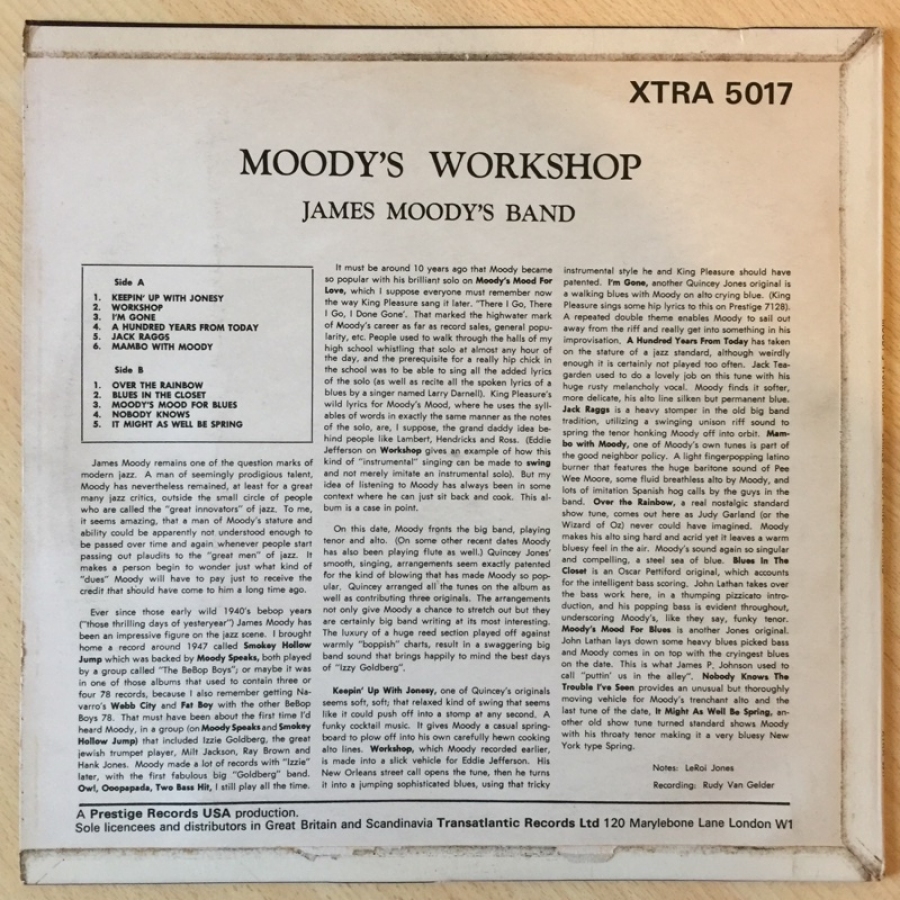 XTRA 5017
MOODY'S WORKSHOP
JAMES MOODY'S BAND
Side A
1. KEEPIN' UP WITH JONESY
2. WORKSHOP
3. I'M GONE
4. A HUNDRED YEARS FROM TODAY
5. JACK RAGGS
6. MAMBO WITH MOODY
Side B
1. OVER THE RAINBOW
2. BLUES IN THE CLOSET
3. MOODY'S MOOD FOR BLUES
4. NOBODY KNOWS
5. IT MIGHT AS WELL BE SPRING
James Moody remains one of the question marks of
modern jazz. A man of seemingly prodigious talent,
Moody has nevertheless remained, at least for a great
many jazz critics, outside the small circle of people
who are called the "great innovators" of jazz. To me,
it seems amazing, that a man of Moody's stature and
ability could be apparently not understood enough to
be passed over time and again whenever people start
passing out plaudits to the "great men" of jazz. It
makes a person begin to wonder just what kind of
"dues" Moody will have to pay just to receive the
credit that should have come to him a long time ago.
Ever since those early wild 1940's bebop years
("those thrilling days of yesteryear") James Moody has
been an impressive figure on the jazz scene. I brought
home a record around 1947 called Smokey Hollow
Jump which was backed by Moody Speaks, both played
by a group called "The BeBop Boys"; or maybe it was
in one of those albums that used to contain three or
four 78 records, because I also remember getting Na-
varro's Webb City and Fat Boy with the other BeBop
Boys 78. That must have been about the first time I'd
heard Moody, in a group (on Moody Speaks and Smokey
Hollow Jump) that included Izzie Goldberg, the great
jewish trumpet player, Milt Jackson, Ray Brown and
Hank Jones. Moody made a lot of records with "Izzie"
later, with the first fabulous big "Goldberg" band.
Owl, Ooopapada, Two Bass Hit, I still play all the time.
It must be around 10 years ago that Moody became
so popular with his brilliant solo on Moody's Mood For
Love, which I suppose everyone must remember now
the way King Pleasure sang it later. "There I Go, There
I Go, I Done Gone'. That marked the highwater mark
of Moody's career as far as record sales, general popu-
larity, etc. People used to walk through the halls of my
high school whistling that solo at almost any hour of
the day, and the prerequisite for a really hip chick in
the school was to be able to sing all the added lyrics
of the solo (as well as recite all the spoken lyrics of a
blues by a singer named Larry Darnell). King Pleasure's
wild lyrics for Moody's Mood, where he uses the syll-
ables of words in exactly the same manner as the notes
of the solo, are, I suppose, the grand daddy idea be-
hind people like Lambert, Hendricks and Ross. (Eddie
Jefferson on Workshop gives an example of how this
kind of "instrumental" singing can be made to swing
and not merely imitate an instrumental solo). But my
idea of listening to Moody has always been in some
context where he can just sit back and cook. This al-
bum is a case in point.
On this date, Moody fronts the big band, playing
tenor and alto. (On some other recent dates Moody
has also been playing flute as well.) Quincey Jones'
smooth, singing, arrangements seem exactly patented
for the kind of blowing that has made Moody so pop-
ular. Quincey arranged all the tunes on the album as
well as contributing three originals. The arrangements
not only give Moody a chance to stretch out but they
are certainly big band writing at its most interesting.
The luxury of a huge reed section played off against
warmly "boppish" charts, result in a swaggering big
band sound that brings happily to mind the best days
of "Izzy Goldberg".
Keepin' Up With Jonesy, one of Quincey's originals
seems soft, soft; that relaxed kind of swing that seems
like it could push off into a stomp at any second. A
funky cocktail music. It gives Moody a casual spring-
board to plow off into his own carefully hewn cooking
alto lines. Workshop, which Moody recorded earlier,
is made into a slick vehicle for Eddie Jefferson. His
New Orleans street call opens the tune, then he turns
it into a jumping sophisticated blues, using that tricky
instrumental style he and King Pleasure should have
patented. I'm Gone, another Quincey Jones original is
a walking blues with Moody on alto crying blue. (King
Pleasure sings some hip lyrics to this on Prestige 7128).
A repeated double theme enables Moody to sail out
away from the riff and really get into something in his
improvisation. A Hundred Years From Today has taken
on the stature of a jazz standard, although weirdly
enough it is certainly not played too often. Jack Tea-
garden used to do a lovely job on this tune with his
huge rusty melancholy vocal. Moody finds it softer,
more delicate, his alto line silken but permanent blue.
Jack Raggs is a heavy stomper in the old big band
tradition, utilizing a swinging unison riff sound to
spring the tenor honking Moody off into orbit. Mam-
bo with Moody, one of Moody's own tunes is part of
the good neighbor policy. A light fingerpopping latino
burner that features the huge baritone sound of Pee
Wee Moore, some fluid breathless alto by Moody, and
lots of imitation Spanish hog calls by the guys in the
band. Over the Rainbow, a real nostalgic standard
show tune, comes out here as Judy Garland (or the
Wizard of Oz) never could have imagined. Moody
makes his alto sing hard and acrid yet it leaves a warm
bluesy feel in the air. Moody's sound again so singular
and compelling, a steel sea of blue. Blues In The
Closet is an Oscar Pettiford original, which accounts
for the intelligent bass scoring. John Lathan takes over
the bass work here, in a thumping pizzicato intro-
duction, and his popping bass is evident throughout,
underscoring Moody's, like they say, funky tenor.
Moody's Mood For Blues is another Jones original.
John Lathan lays down some heavy blues picked bass
and Moody comes in on top with the cryingest blues
on the date. This is what James P. Johnson used to
call "puttin' us in the alley". Nobody Knows The
Trouble I've Seen provides an unusual but thoroughly
moving vehicle for Moody's trenchant alto and the
last tune of the date, It Might As Well Be Spring, an-
other old show tune turned standard shows Moody
with his throaty tenor making it a very bluesy New
York type Spring.
Notes: LeRoi Jones
Recording: Rudy Van Gelder
A Prestige Records USA production.
Sole licencees and distributors in Great Britain and Scandinavia Transatlantic Records Ltd 120 Marylebone Lane London W1